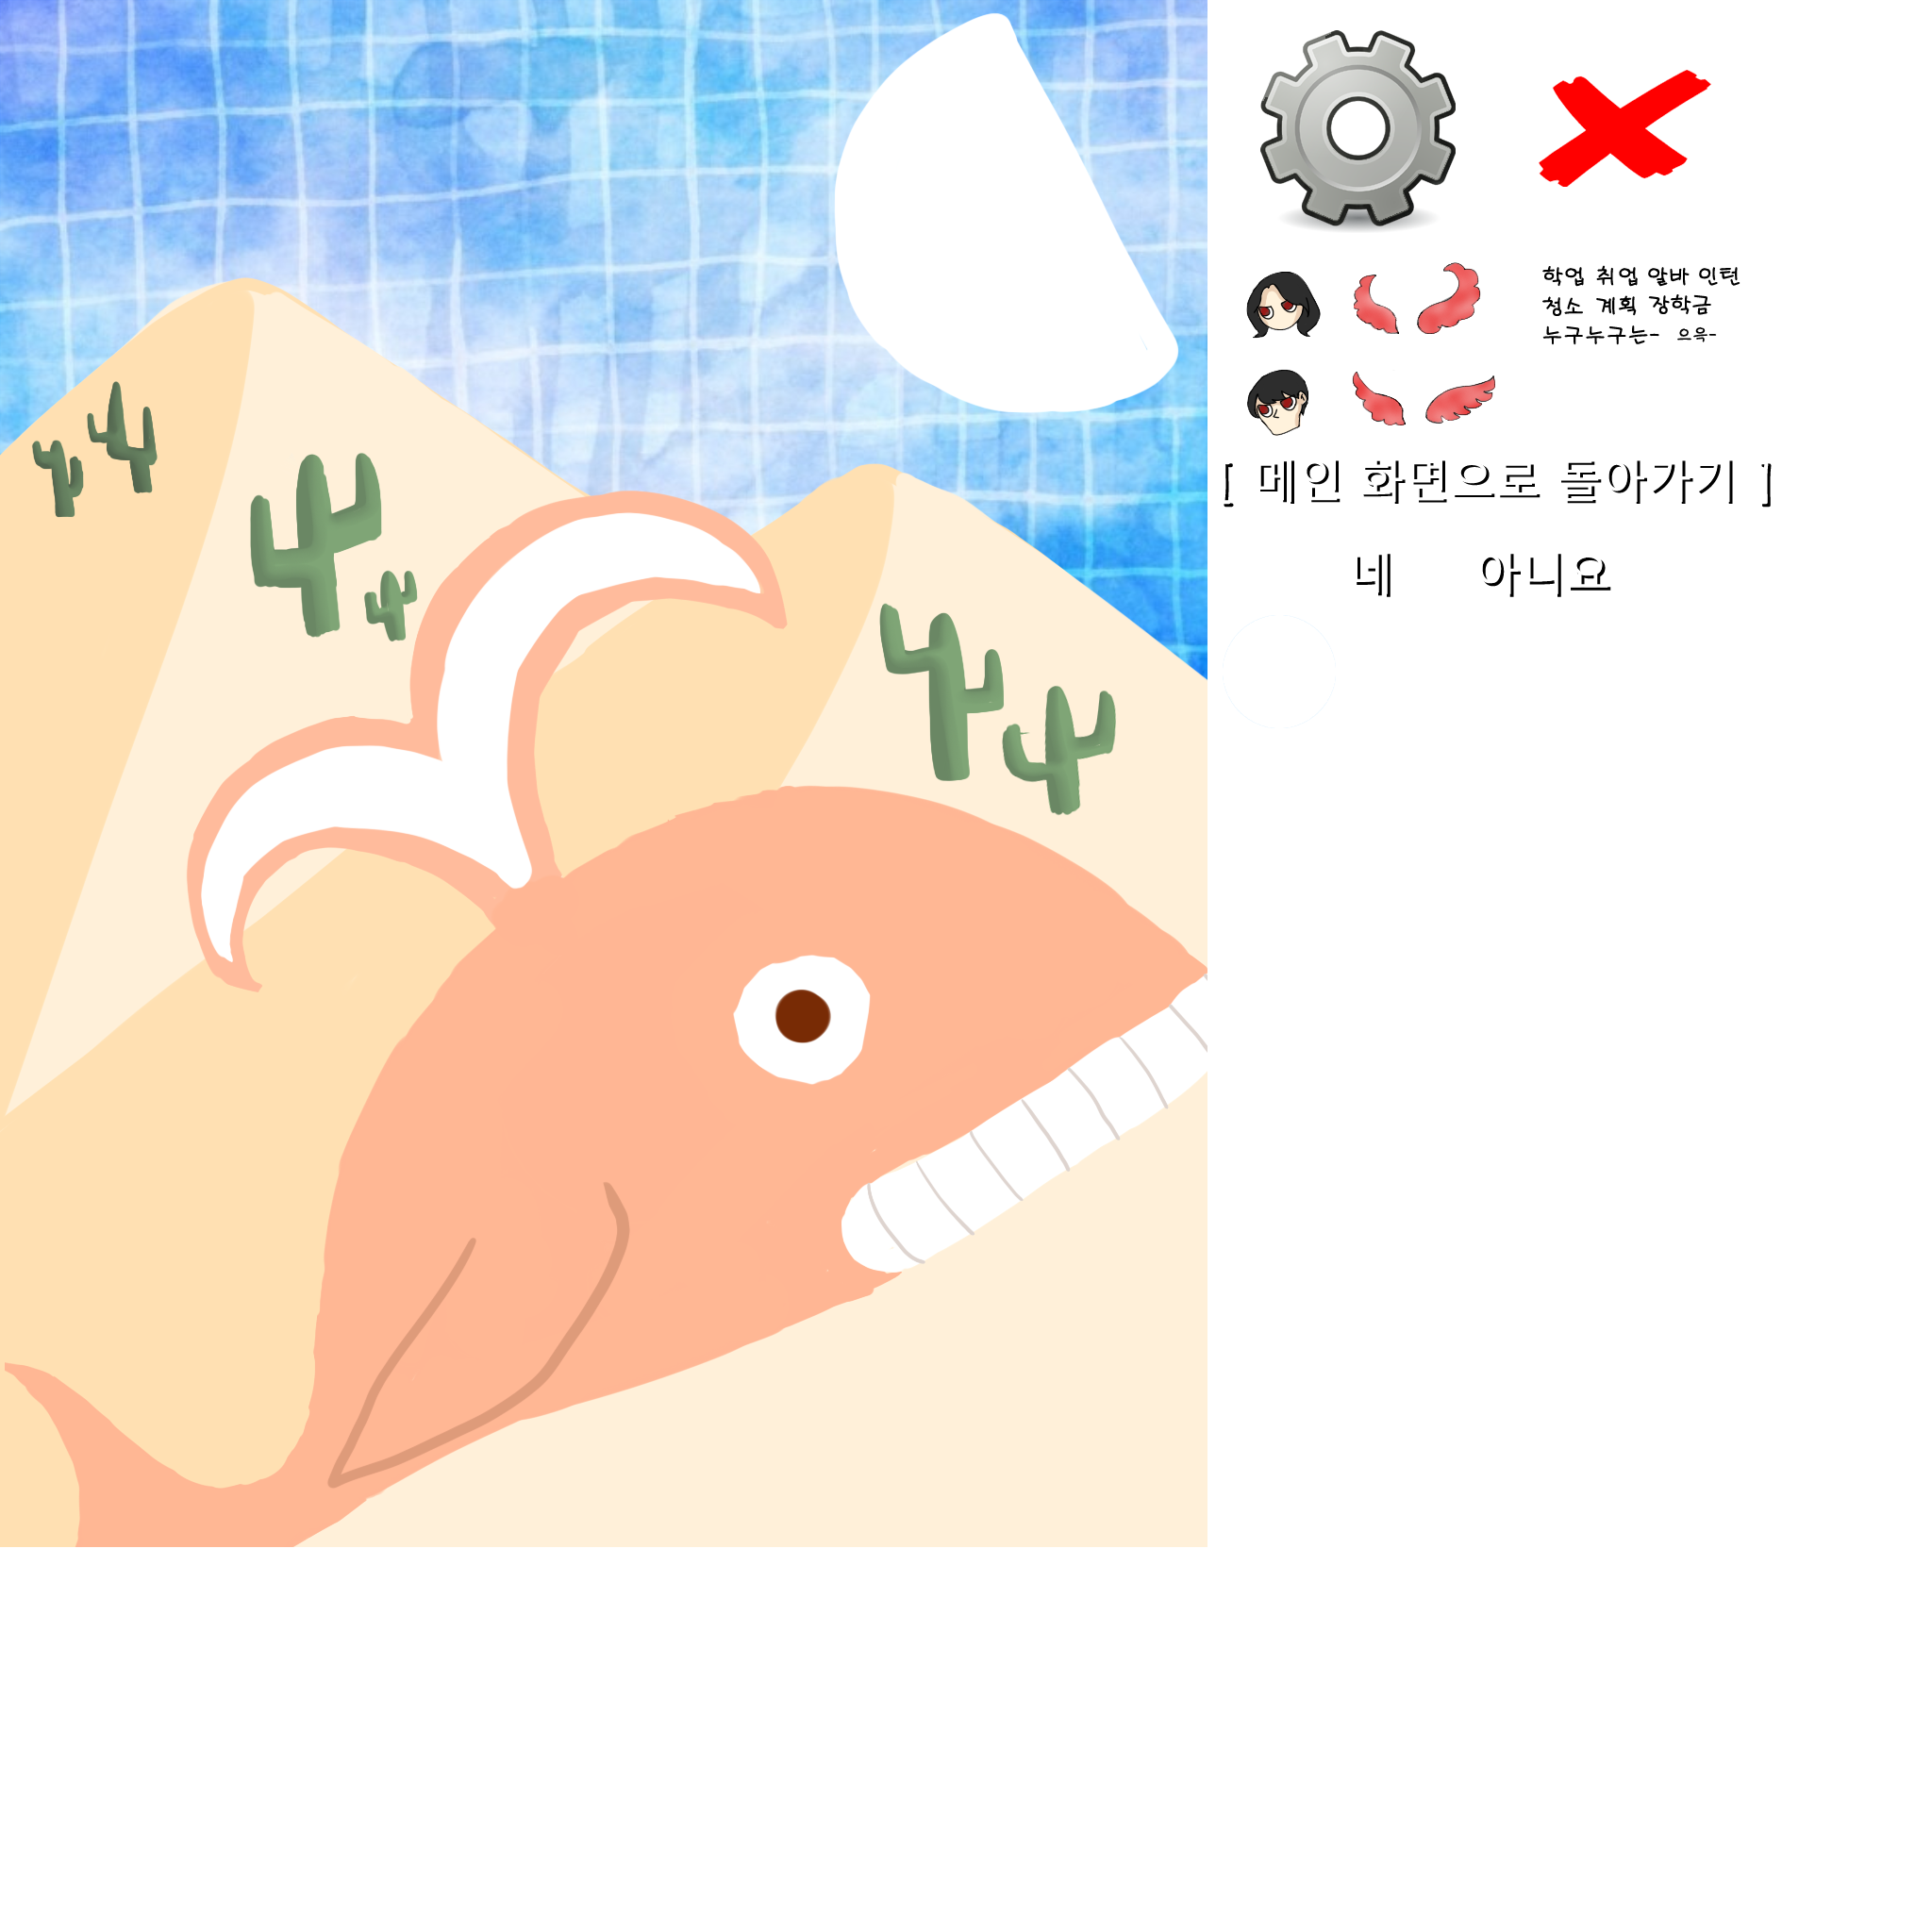 학업 취업 알바 인턴
청소 계획 장학금
누구누구는- 으윽-
[ 메인 화면으로 돌아가기 ]
네 아니요